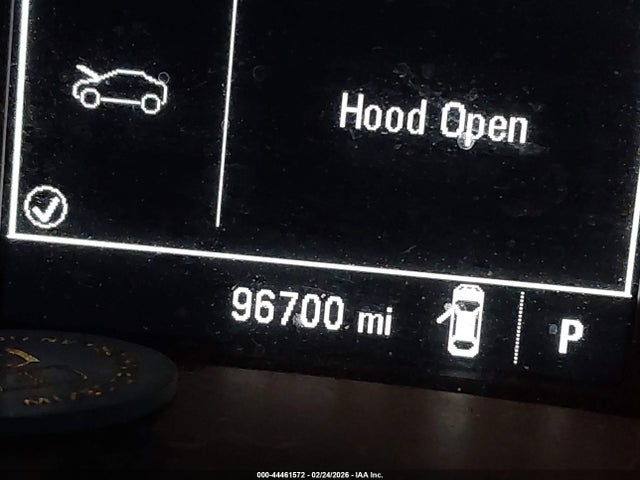 Hood Open
96700 mi
P
000-44461572 - 02/24/2026 - IAA Inc.